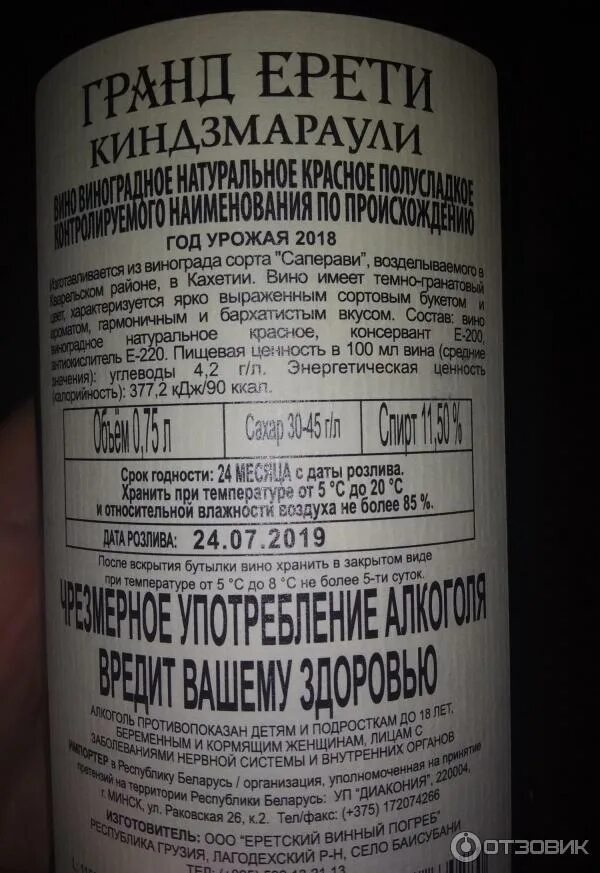 ГРАНД ЕРЕТИ
КИНДЗМАРАУЛИ
ВИНО ВИНОГРАДНОЕ НАТУРАЛЬНОЕ КРАСНОЕ ПОЛУСЛАДКОЕ
КОНТРОЛИРУЕМОГО НАИМЕНОВАНИЯ ПО ПРОИСХОЖДЕНИЮ
ГОД УРОЖАЯ 2018
Изготавливается из винограда сорта "Саперави", возделываемого в
Кварельском районе, в Кахетии. Вино имеет темно-гранатовый
цвет, характеризуется ярко выраженным сортовым букетом и
ароматом, гармоничным и бархатистым вкусом. Состав: вино
виноградное натуральное красное, консервант Е-200,
антиокислитель Е-220. Пищевая ценность в 100 мл вина (средние
значения): углеводы 4,2 г/л. Энергетическая ценность
(калорийность): 377,2 кДж/90 ккал.
Объём 0,75 л Сахар 30-45 г/л Спирт 11,50 %
Срок годности: 24 МЕСЯЦА с даты розлива.
Хранить при температуре от 5 °С до 20 °С
и относительной влажности воздуха не более 85 %.
ДАТА РОЗЛИВА: 24.07.2019
После вскрытия бутылки вино хранить в закрытом виде
при температуре от 5 °С до 8 °С не более 5-ти суток.
ЧРЕЗМЕРНОЕ УПОТРЕБЛЕНИЕ АЛКОГОЛЯ
ВРЕДИТ ВАШЕМУ ЗДОРОВЬЮ
АЛКОГОЛЬ ПРОТИВОПОКАЗАН ДЕТЯМ И ПОДРОСТКАМ ДО 18 ЛЕТ,
БЕРЕМЕННЫМ И КОРМЯЩИМ ЖЕНЩИНАМ, ЛИЦАМ С
ЗАБОЛЕВАНИЯМИ НЕРВНОЙ СИСТЕМЫ И ВНУТРЕННИХ ОРГАНОВ
ИМПОРТЕР в Республику Беларусь / организация, уполномоченная на принятие
претензий на территории Республики Беларусь: УП "ДИАКОНИЯ", 220004,
г. МИНСК, ул. Раковская 26, к.2. Тел/факс: (+375) 172074266
ИЗГОТОВИТЕЛЬ: ООО "ЕРЕТСКИЙ ВИННЫЙ ПОГРЕБ"
РЕСПУБЛИКА ГРУЗИЯ, ЛАГОДЕХСКИЙ Р-Н, СЕЛО БАИСУБАНИ
ОТЗОВИК